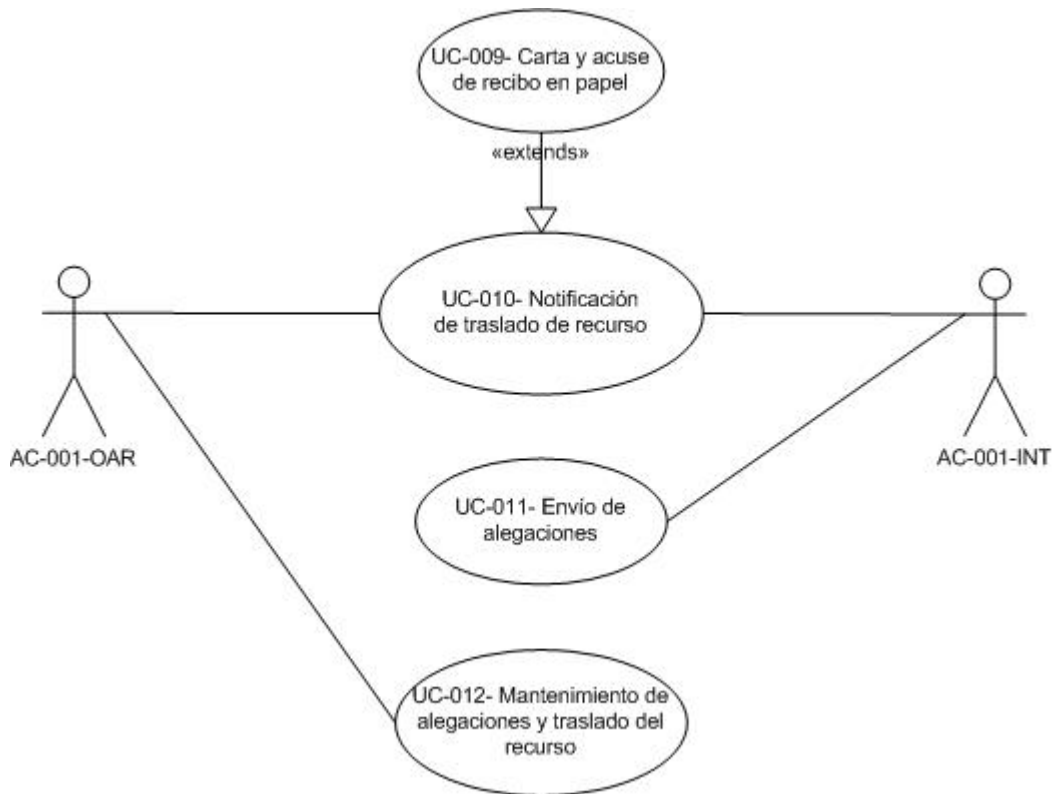 UC-009- Carta y acuse
de recibo en papel
«extends»
UC-010- Notificación
de traslado de recurso
AC-001-OAR
AC-001-INT
UC-011- Envío de
alegaciones
UC-012- Mantenimiento de
alegaciones y traslado del
recurso